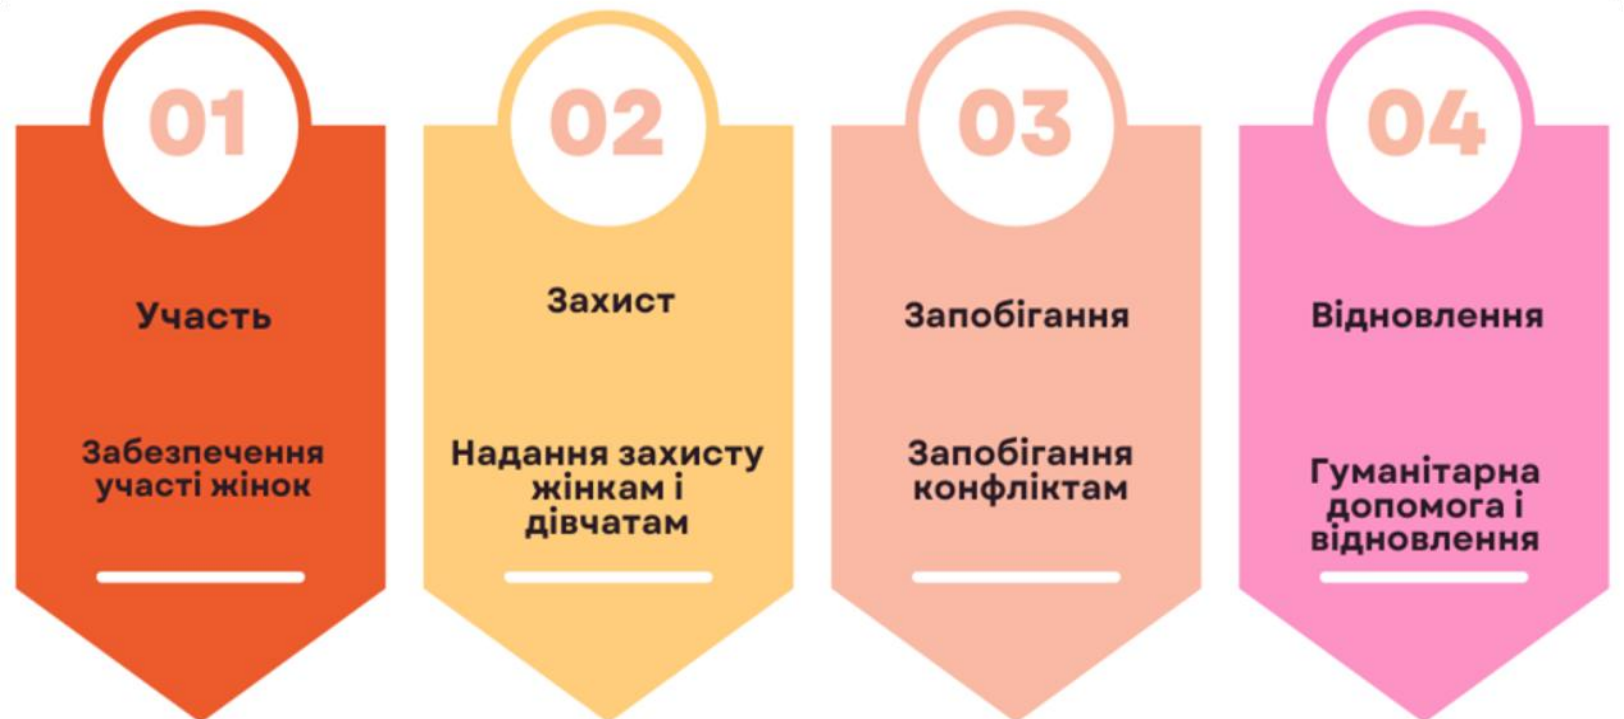 01
Участь
Забезпечення
участі жінок
02
Захист
Надання захисту
жінкам і
дівчатам
03
Запобігання
Запобігання
конфліктам
04
Відновлення
Гуманітарна
допомога і
відновлення